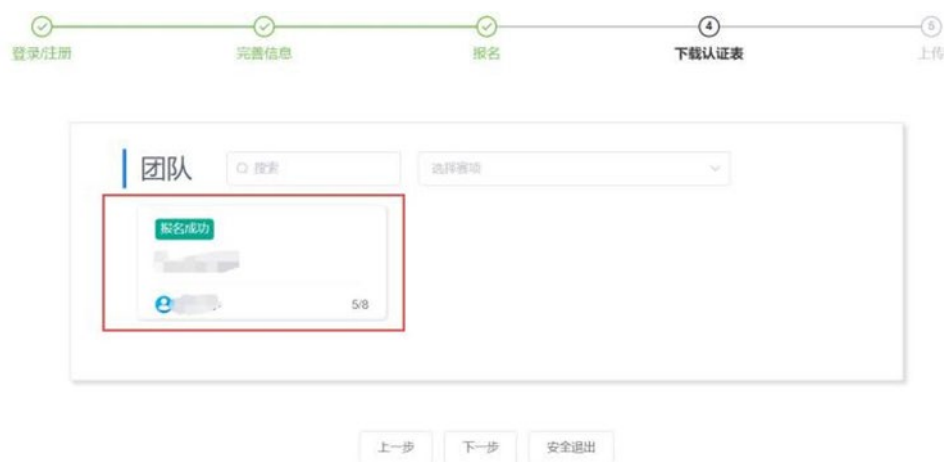 4
5
登录/注册
完善信息
报名
下载认证表
上传
团队
搜索
选择赛项
报名成功
5/8
上一步
下一步
安全退出